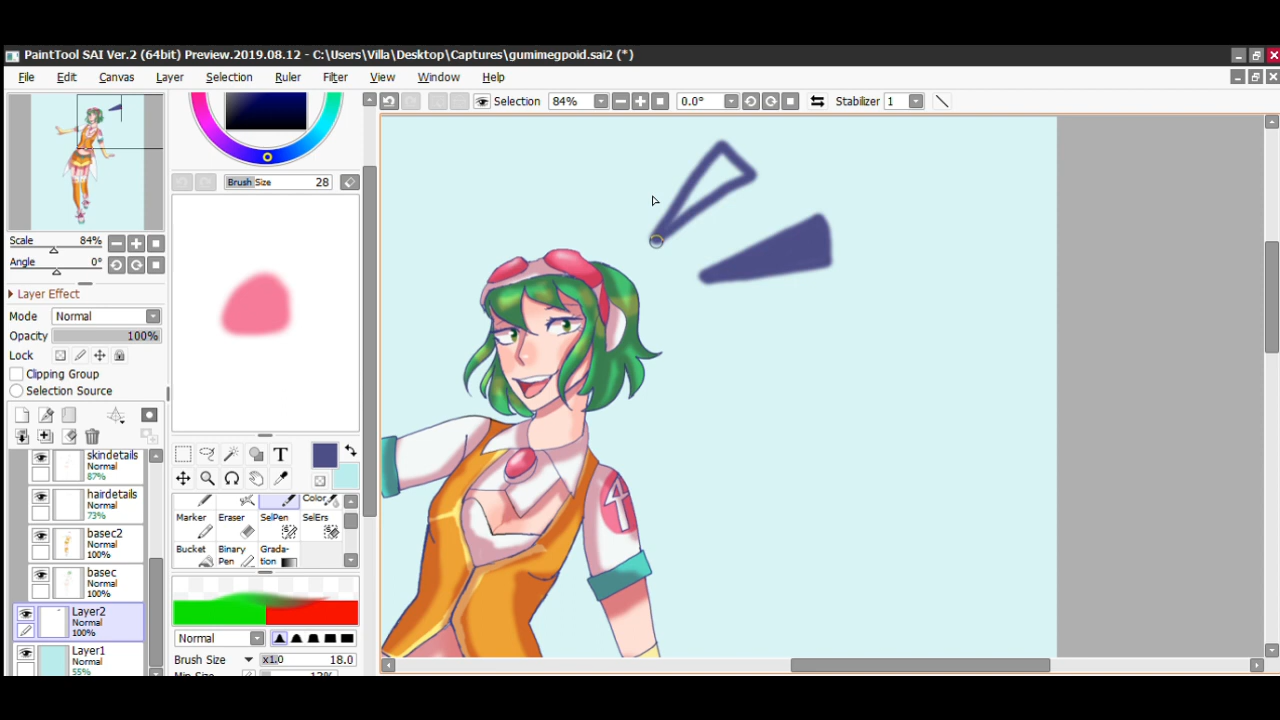 PaintTool SAI Ver.2 (64bit) Preview.2019.08.12 - C:\Users\Villa\Desktop\Captures\gumimegpoid.sai2 (*)
File Edit Canvas Layer Selection Ruler Filter View Window Help
Selection 84% 0.0° Stabilizer 1
Brush Size 28
Scale 84%
Angle 0°
Layer Effect
Mode Normal
Opacity 100%
Lock
Clipping Group
Selection Source
skindetails
Normal
87%
hairdetails
Normal
73%
basec2
Normal
100%
basec
Normal
100%
Layer2
Normal
100%
Layer1
Normal
55%
T
Color
Marker Eraser SelPen SelErs
Bucket Binary Pen Grada-tion
Normal
Brush Size x1.0 18.0